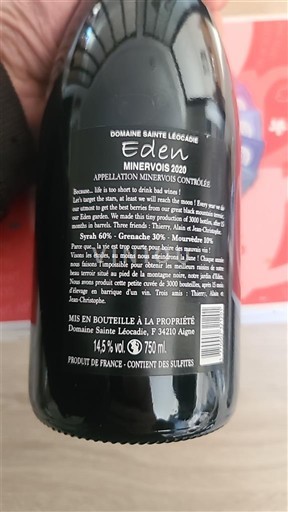 DOMAINE SAINTE LÉOCADIE
Eden
MINERVOIS 2020
APPELLATION MINERVOIS CONTRÔLÉE
Because... life is too short to drink bad wines !
Let's target the stars, at least we will reach the moon ! Every year we do
our utmost to get the best berries from our great black mountain terroir,
our Eden garden. We made this tiny production of 3000 bottles, after 15
months in barrels. Three friends : Thierry, Alain et Jean-Christophe.
Syrah 60% - Grenache 30% - Mourvèdre 10%
Parce que.. la vie est trop courte pour boire des mauvais vins !
Visons les étoiles, nous atteindrons la lune ! Chaque année
nous faisons l'impossible pour obtenir les meilleurs raisins de notre
beau terroir situé au pied de la montagne noire, notre jardin d'Eden.
Nous avons produit cette petite cuvée de 3000 bouteilles, après 15 mois
d'élevage en barrique d'un vin. Trois amis : Thierry, Alain et
Jean-Christophe.
MIS EN BOUTEILLE À LA PROPRIÉTÉ
Domaine Sainte Léocadie, F 34210 Aigne
14,5 % vol. 750 ml.
PRODUIT DE FRANCE - CONTIENT DES SULFITES